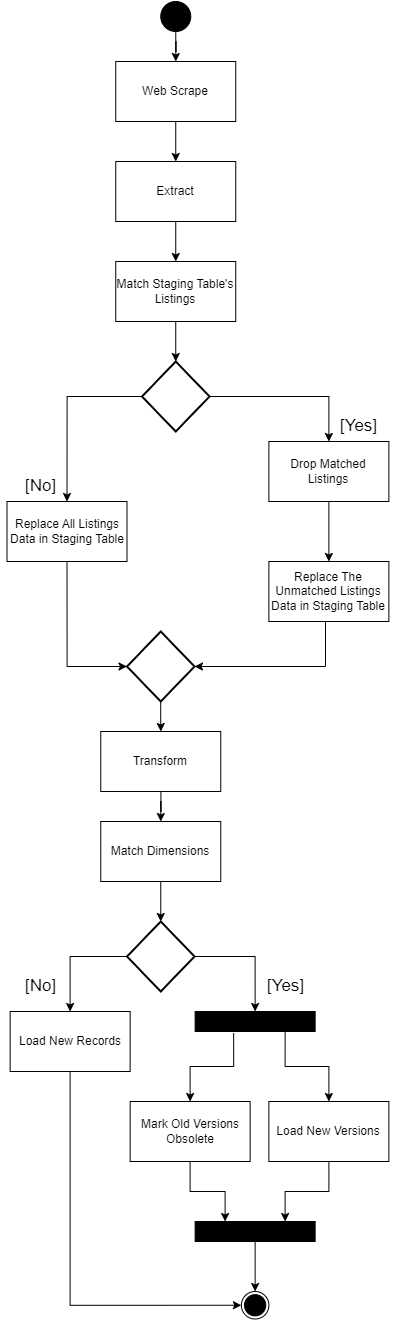 Web Scrape
Extract
Match Staging Table's
Listings
[Yes]
Drop Matched
Listings
[No]
Replace All Listings
Data in Staging Table
Replace The
Unmatched Listings
Data in Staging Table
Transform
Match Dimensions
[No]
[Yes]
Load New Records
Mark Old Versions
Obsolete
Load New Versions